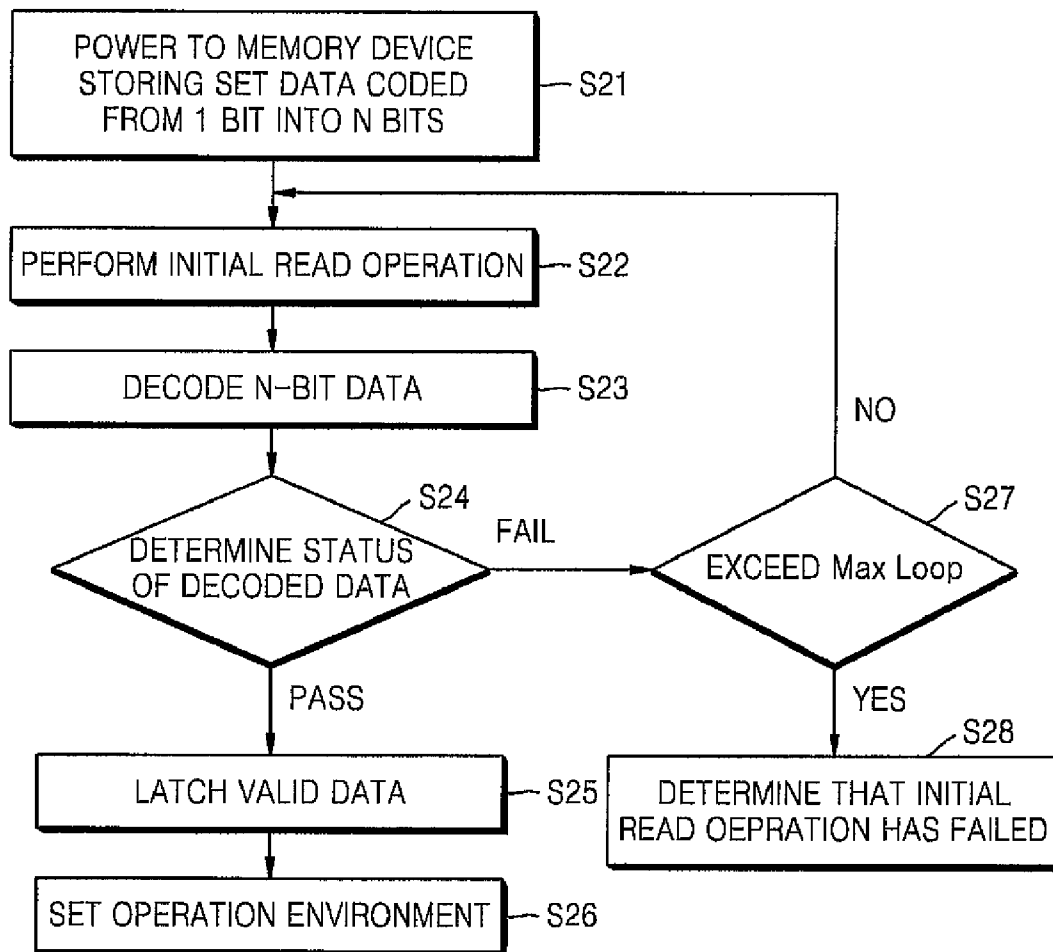 POWER TO MEMORY DEVICE
STORING SET DATA CODED
FROM 1 BIT INTO N BITS
S21
PERFORM INITIAL READ OPERATION
S22
DECODE N-BIT DATA
S23
NO
S24
DETERMINE STATUS
OF DECODED DATA
FAIL
S27
EXCEED Max Loop
PASS
YES
LATCH VALID DATA
S25
S28
DETERMINE THAT INITIAL
READ OEPRATION HAS FAILED
SET OPERATION ENVIRONMENT
S26